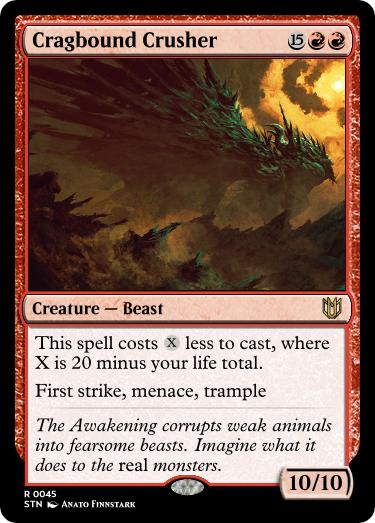 Cragbound Crusher 15
Creature — Beast
This spell costs X less to cast, where
X is 20 minus your life total.
First strike, menace, trample
The Awakening corrupts weak animals
into fearsome beasts. Imagine what it
does to the real monsters.
10/10
R 0045
STN Anato Finnstark